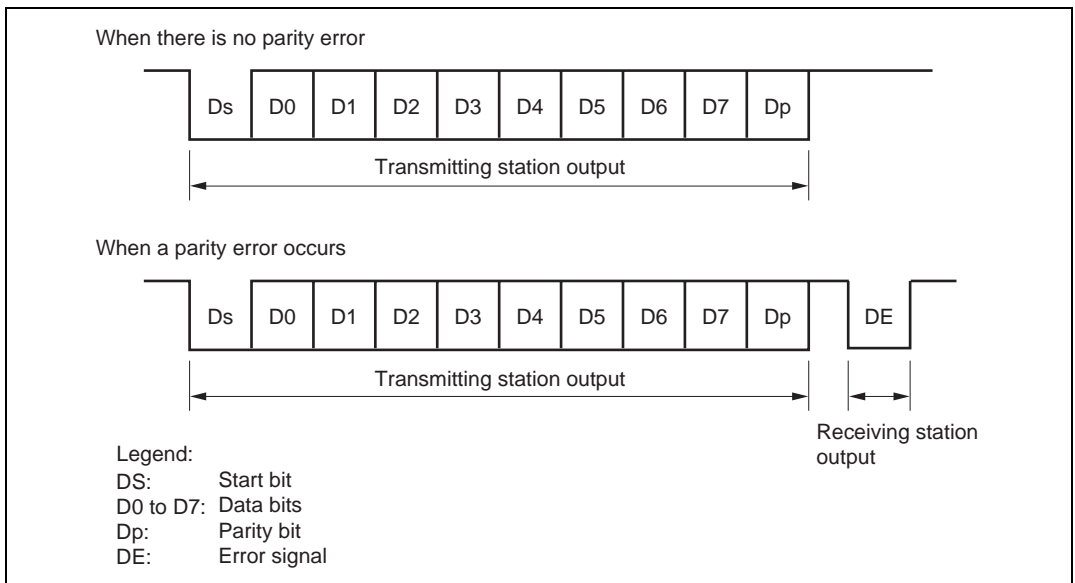 When there is no parity error
Ds D0 D1 D2 D3 D4 D5 D6 D7 Dp
Transmitting station output
When a parity error occurs
Ds D0 D1 D2 D3 D4 D5 D6 D7 Dp DE
Transmitting station output
Receiving station
output
Legend:
DS: Start bit
D0 to D7: Data bits
Dp: Parity bit
DE: Error signal